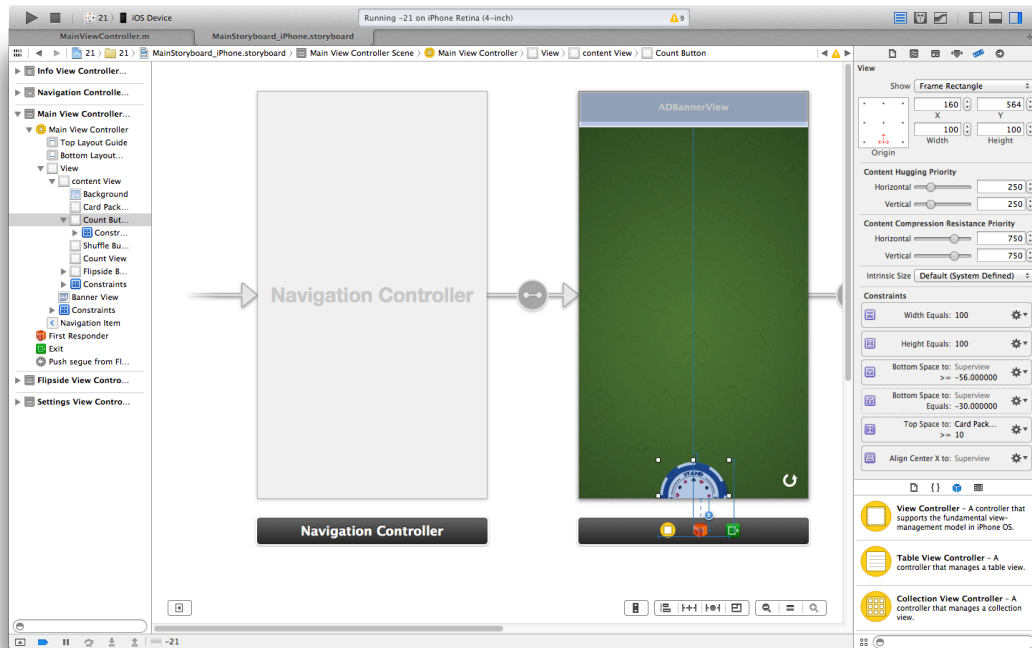 21 〉 iOS Device
Running -21 on iPhone Retina (4-inch)
9
MainViewController.m
MainStoryboard_iPhone.storyboard
21 〉 21 〉 MainStoryboard_iPhone.storyboard 〉 Main View Controller Scene 〉 Main View Controller 〉 View 〉 content View 〉 Count Button
Info View Controller...
Navigation Controlle...
Main View Controller...
Main View Controller
Top Layout Guide
Bottom Layout...
View
content View
Background
Card Pack...
Count But...
Constr...
Shuffle Bu...
Count View
Flipside B...
Constraints
Banner View
Constraints
Navigation Item
First Responder
Exit
Push segue from Fl...
Flipside View Contro...
Settings View Contro...
Navigation Controller
Navigation Controller
ADBannerView
STAND
View
Show Frame Rectangle
160 564
X Y
100 100
Width Height
Origin
Content Hugging Priority
Horizontal 250
Vertical 250
Content Compression Resistance Priority
Horizontal 750
Vertical 750
Intrinsic Size Default (System Defined)
Constraints
Width Equals: 100
Height Equals: 100
Bottom Space to: Superview
>= -56.000000
Bottom Space to: Superview
Equals: -30.000000
Top Space to: Card Pack...
>= 10
Align Center X to: Superview
View Controller - A controller that
supports the fundamental view-
management model in iPhone OS.
Table View Controller - A
controller that manages a table view.
Collection View Controller - A
controller that manages a collection
view.
-21